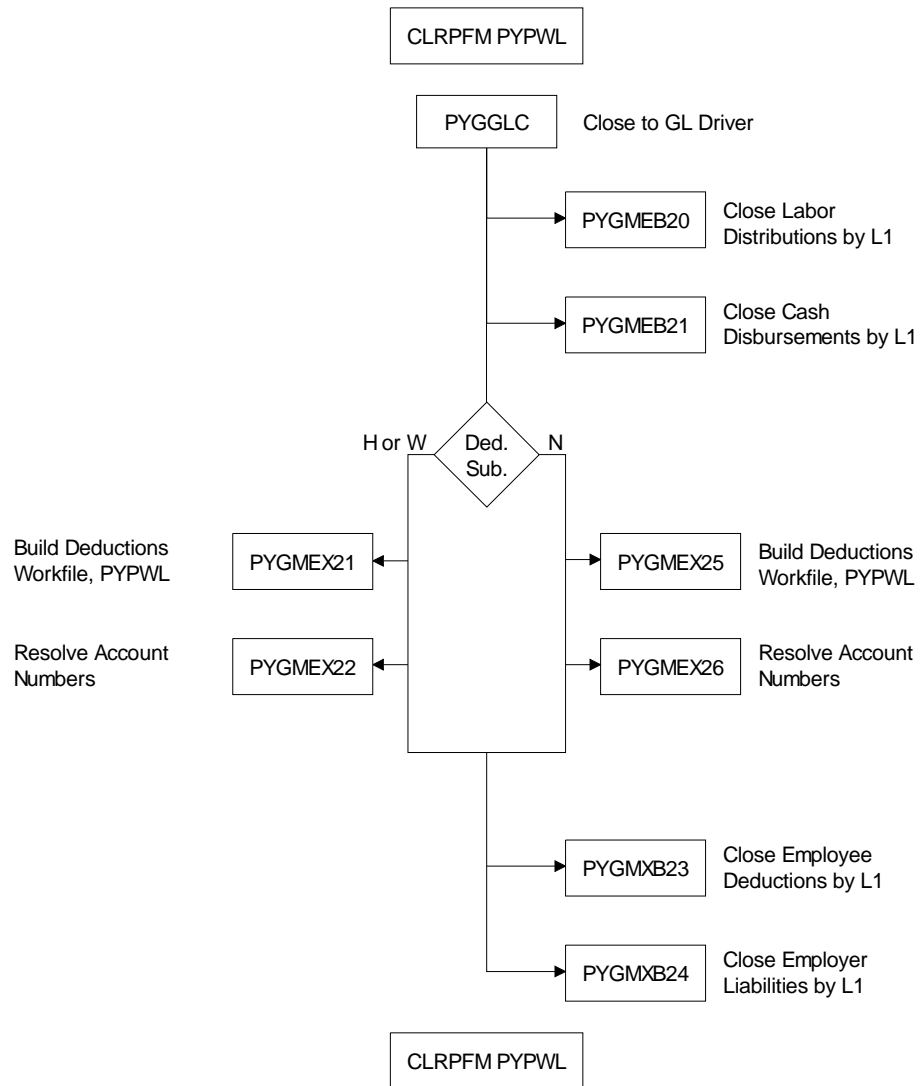 CLRPFM PYPWL
PYGGLC
Close to GL Driver
PYGMEB20
Close Labor
Distributions by L1
PYGMEB21
Close Cash
Disbursements by L1
H or W
Ded.
Sub.
N
Build Deductions
Workfile, PYPWL
PYGMEX21
PYGMEX25
Build Deductions
Workfile, PYPWL
Resolve Account
Numbers
PYGMEX22
PYGMEX26
Resolve Account
Numbers
PYGMXB23
Close Employee
Deductions by L1
PYGMXB24
Close Employer
Liabilities by L1
CLRPFM PYPWL